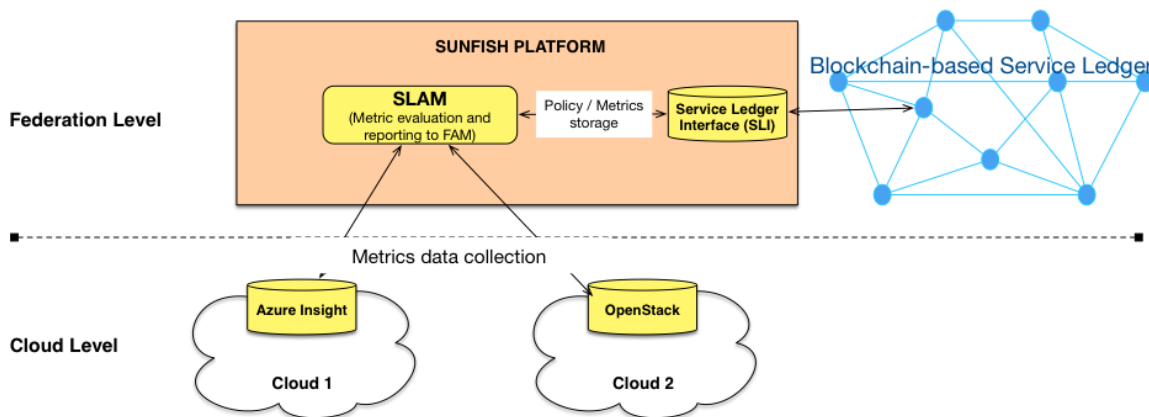 SUNFISH PLATFORM
Blockchain-based Service Ledger
Federation Level
SLAM
(Metric evaluation and
reporting to FAM)
Policy / Metrics
storage
Service Ledger
Interface (SLI)
Metrics data collection
Cloud Level
Azure Insight
OpenStack
Cloud 1
Cloud 2